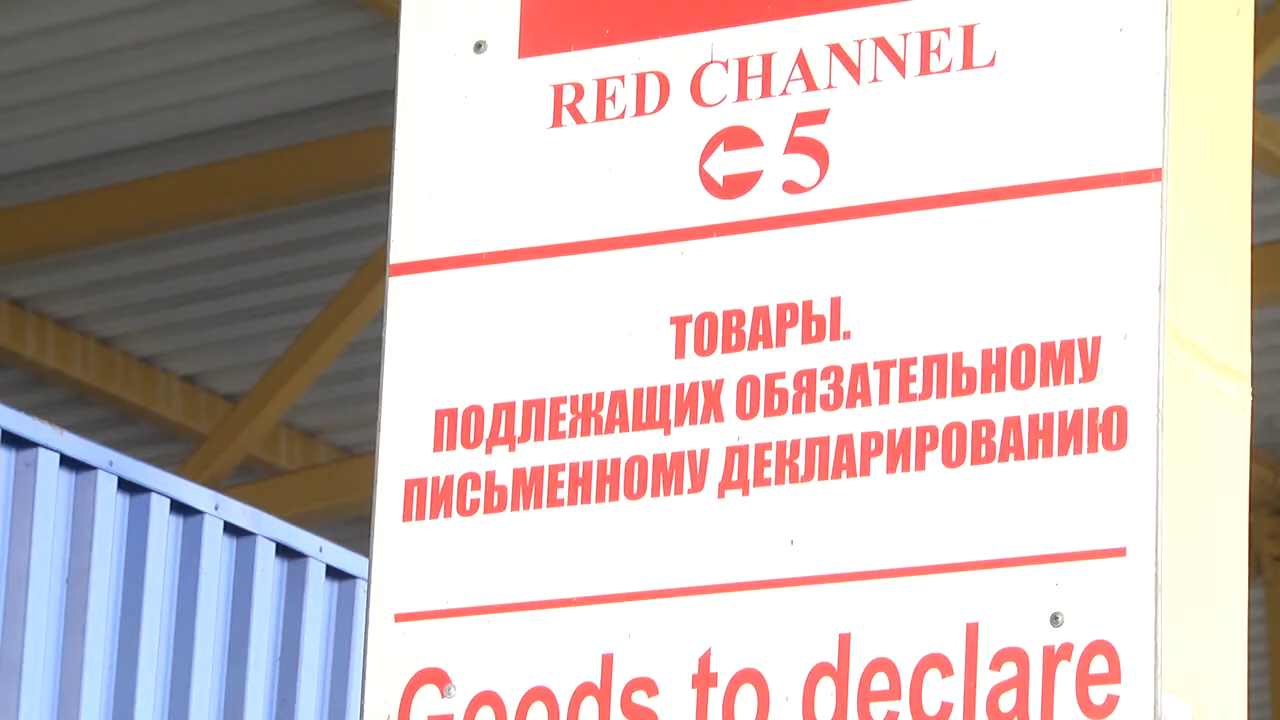 RED CHANNEL
5
ТОВАРЫ.
ПОДЛЕЖАЩИХ ОБЯЗАТЕЛЬНОМУ
ПИСЬМЕННОМУ ДЕКЛАРИРОВАНИЮ
Goods to declare